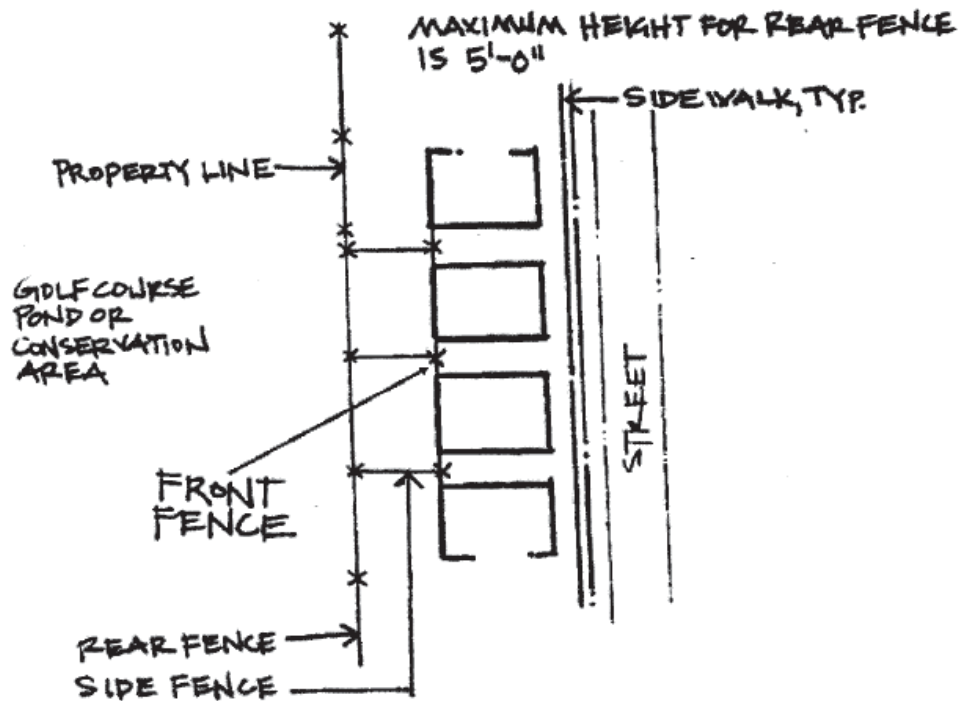 MAXIMUM HEIGHT FOR REAR FENCE
IS 5'-0"
SIDEWALK, TYP.
PROPERTY LINE
GOLF COURSE
POND OR
CONSERVATION
AREA
STREET
FRONT
FENCE
REAR FENCE
SIDE FENCE